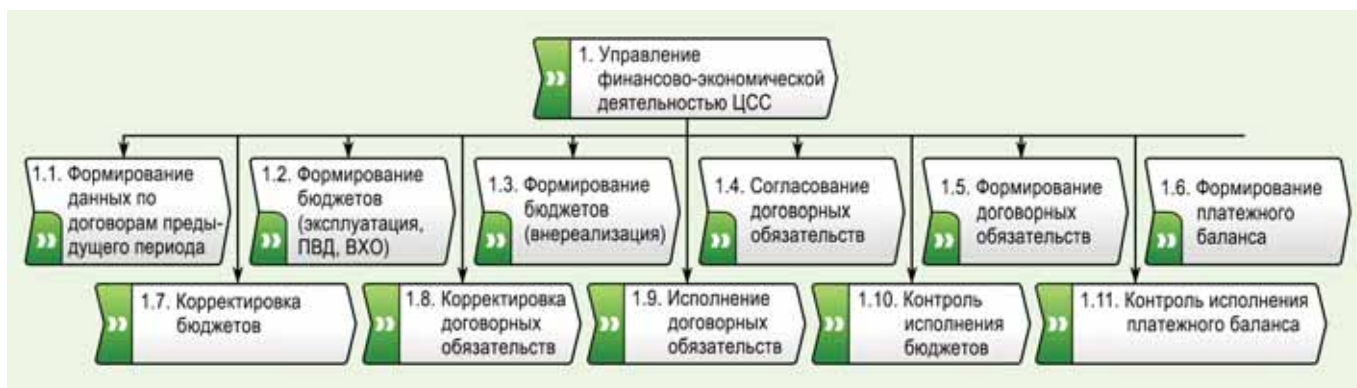 1. Управление
финансово-экономической
деятельностью ЦСС
1.1. Формирование
данных по
договорам преды-
дущего периода
1.2. Формирование
бюджетов
(эксплуатация,
ПВД, ВХО)
1.3. Формирование
бюджетов
(внереализация)
1.4. Согласование
договорных
обязательств
1.5. Формирование
договорных
обязательств
1.6. Формирование
платежного
баланса
1.7. Корректировка
бюджетов
1.8. Корректировка
договорных
обязательств
1.9. Исполнение
договорных
обязательств
1.10. Контроль
исполнения
бюджетов
1.11. Контроль исполнения
платежного баланса